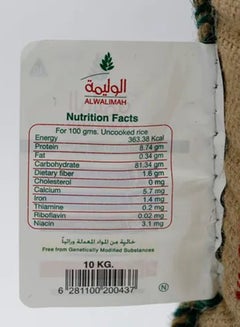 الوليمة
ALWALIMAH
Nutrition Facts
For 100 gms. Uncooked rice
Energy 363.38 Kcal
Protein 8.74 gm
Fat 0.34 gm
Carbohydrate 81.34 gm
Dietary fiber 1.6 gm
Cholesterol 0 mg
Calcium 5.7 mg
Iron 1.4 mg
Thiamine 0.2 mg
Riboflavin 0.02 mg
Niacin 3.1 mg
خالية من المواد المعدلة وراثياً
Free from Genetically Modified Substances
10 KG.
6 281100 200437
N